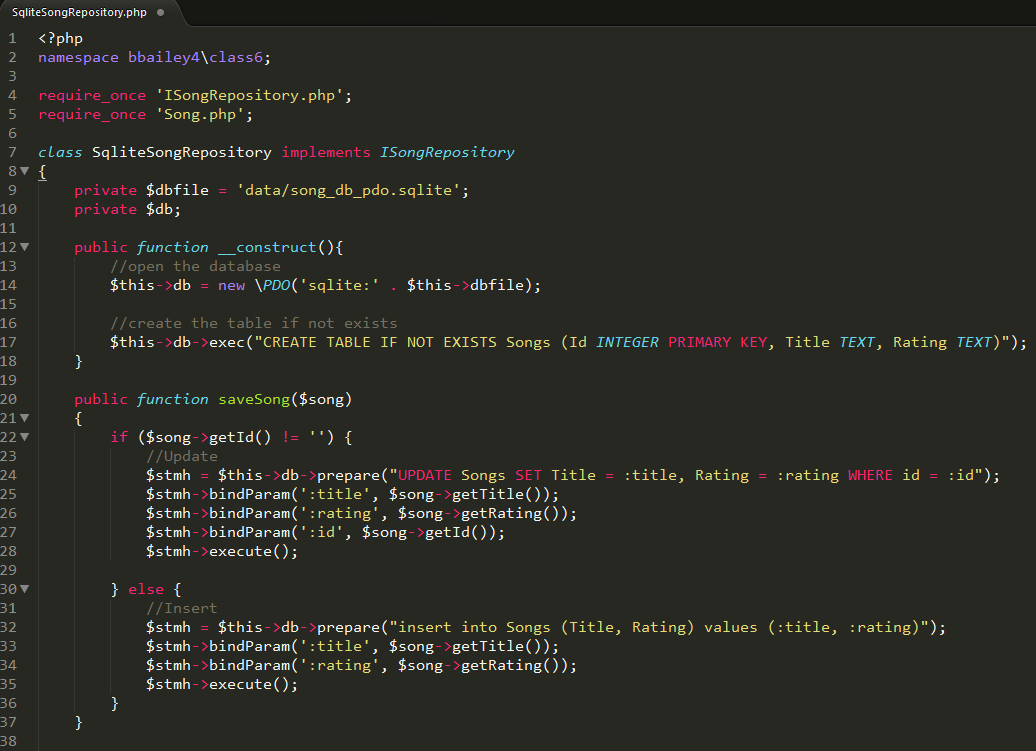 SqliteSongRepository.php
1 <?php
2 namespace bbailey4\class6;
3
4 require_once 'ISongRepository.php';
5 require_once 'Song.php';
6
7 class SqliteSongRepository implements ISongRepository
8 {
9     private $dbfile = 'data/song_db_pdo.sqlite';
10     private $db;
11
12     public function __construct(){
13         //open the database
14         $this->db = new \PDO('sqlite:' . $this->dbfile);
15
16         //create the table if not exists
17         $this->db->exec("CREATE TABLE IF NOT EXISTS Songs (Id INTEGER PRIMARY KEY, Title TEXT, Rating TEXT)");
18     }
19
20     public function saveSong($song)
21     {
22         if ($song->getId() != '') {
23             //Update
24             $stmh = $this->db->prepare("UPDATE Songs SET Title = :title, Rating = :rating WHERE id = :id");
25             $stmh->bindParam(':title', $song->getTitle());
26             $stmh->bindParam(':rating', $song->getRating());
27             $stmh->bindParam(':id', $song->getId());
28             $stmh->execute();
29
30         } else {
31             //Insert
32             $stmh = $this->db->prepare("insert into Songs (Title, Rating) values (:title, :rating)");
33             $stmh->bindParam(':title', $song->getTitle());
34             $stmh->bindParam(':rating', $song->getRating());
35             $stmh->execute();
36         }
37     }
38